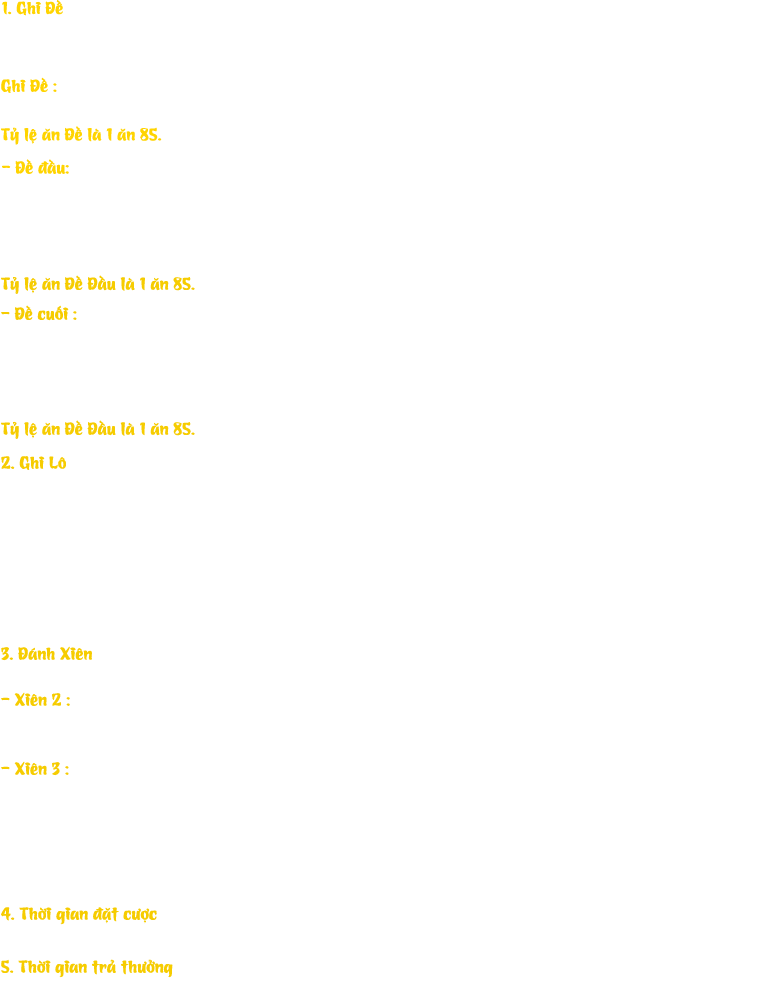 1. Ghi Đề
Ghi Đề :
Tỷ lệ ăn Đề là 1 ăn 85.
- Đề đầu:
Tỷ lệ ăn Đề Đầu là 1 ăn 85.
- Đề cuối :
Tỷ lệ ăn Đề Đầu là 1 ăn 85.
2. Ghi Lô
3. Đánh Xiên
- Xiên 2 :
- Xiên 3 :
4. Thời gian đặt cược
5. Thời gian trả thưởng